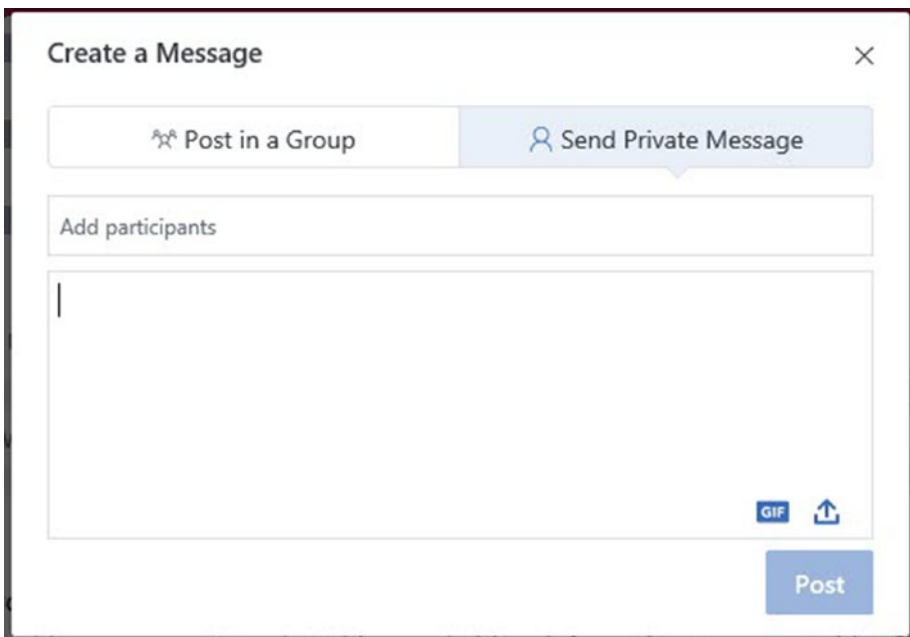 Create a Message
Post in a Group
Send Private Message
Add participants
GIF
Post